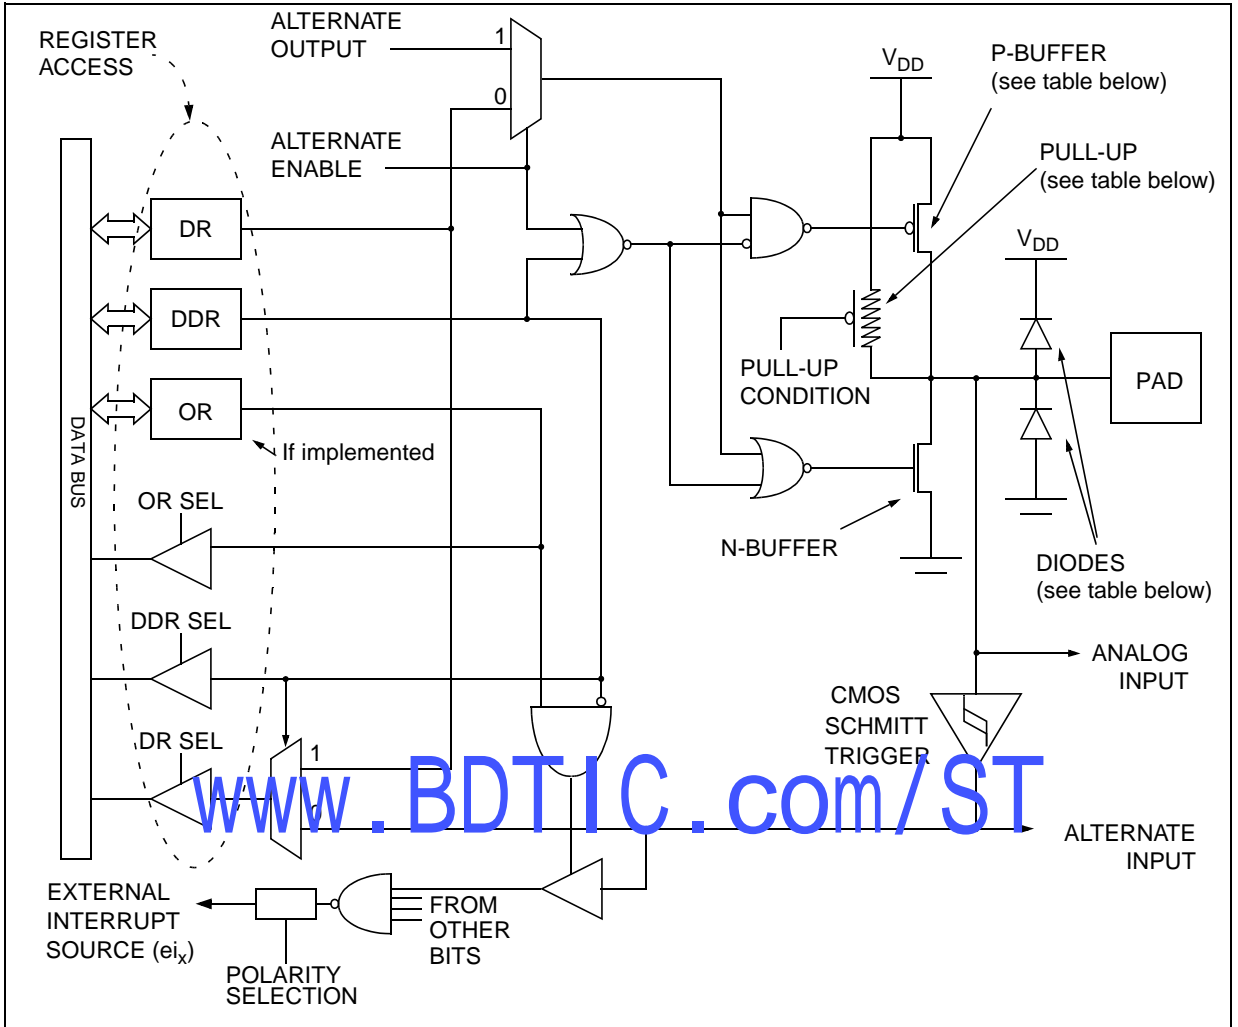 REGISTER
ACCESS
ALTERNATE
OUTPUT
1
0
ALTERNATE
ENABLE
VDD
P-BUFFER
(see table below)
PULL-UP
(see table below)
DR
DDR
OR
If implemented
DATA BUS
VDD
PULL-UP
CONDITION
PAD
N-BUFFER
DIODES
(see table below)
OR SEL
DDR SEL
DR SEL
1
0
ANALOG
INPUT
CMOS
SCHMITT
TRIGGER
www.BDTIC.com/ST
ALTERNATE
INPUT
EXTERNAL
INTERRUPT
SOURCE (eix)
FROM
OTHER
BITS
POLARITY
SELECTION